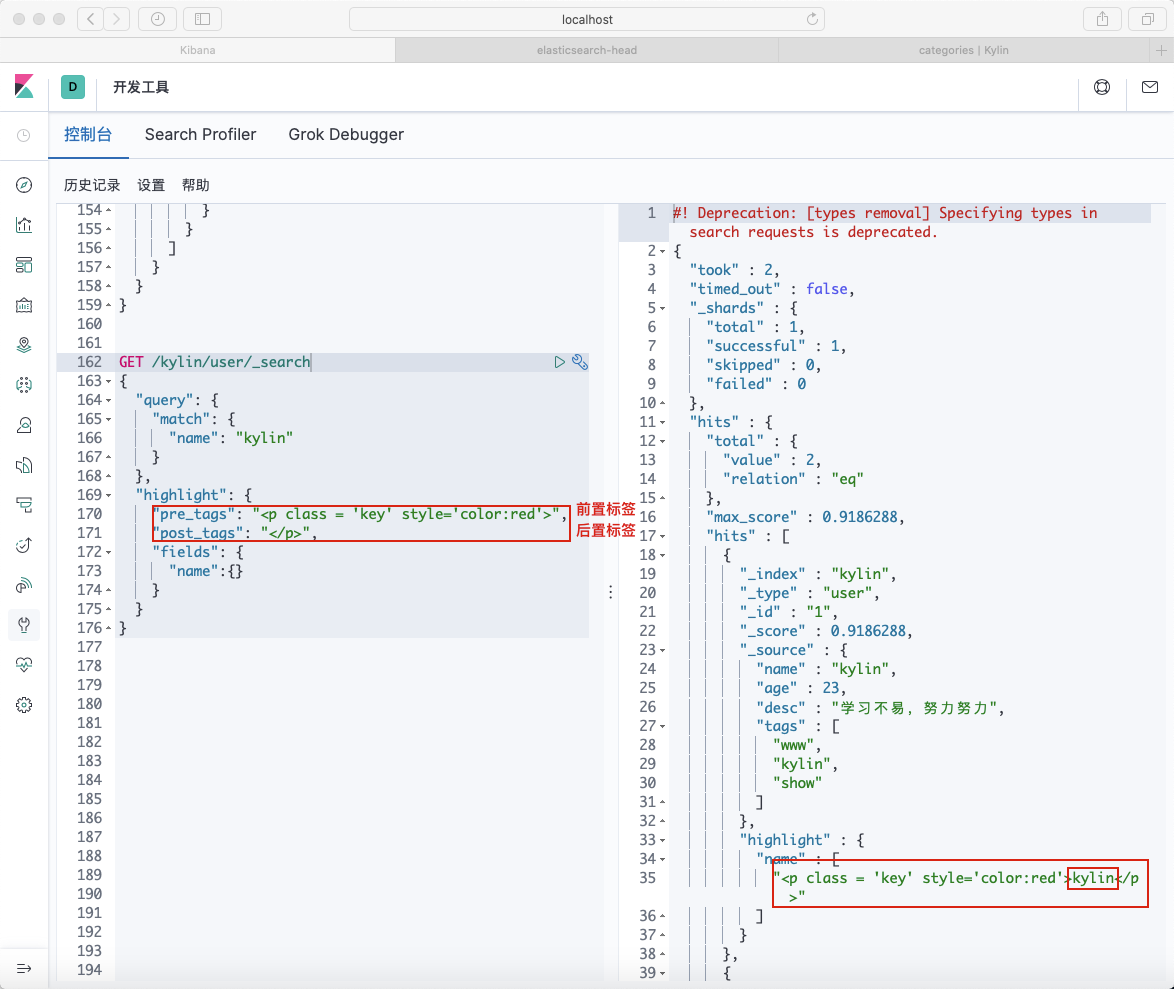 localhost
Kibana
elasticsearch-head
categories | Kylin
D
开发工具
控制台
Search Profiler
Grok Debugger
历史记录
设置
帮助
154 }
155 }
156 ]
157 }
158 }
159 }
160
161
162 GET /kylin/user/_search
163 {
164 "query": {
165 "match": {
166 "name": "kylin"
167 }
168 },
169 "highlight": {
170 "pre_tags": "<p class = 'key' style='color:red'>", 前置标签
171 "post_tags": "</p>", 后置标签
172 "fields": {
173 "name":{}
174 }
175 }
176 }
177
178
179
180
181
182
183
184
185
186
187
188
189
190
191
192
193
194
1 #! Deprecation: [types removal] Specifying types in
search requests is deprecated.
2 {
3 "took" : 2,
4 "timed_out" : false,
5 "_shards" : {
6 "total" : 1,
7 "successful" : 1,
8 "skipped" : 0,
9 "failed" : 0
10 },
11 "hits" : {
12 "total" : {
13 "value" : 2,
14 "relation" : "eq"
15 },
16 "max_score" : 0.9186288,
17 "hits" : [
18 {
19 "_index" : "kylin",
20 "_type" : "user",
21 "_id" : "1",
22 "_score" : 0.9186288,
23 "_source" : {
24 "name" : "kylin",
25 "age" : 23,
26 "desc" : "学习不易，努力努力",
27 "tags" : [
28 "www",
29 "kylin",
30 "show"
31 ]
32 },
33 "highlight" : {
34 "name" : [
35 "<p class = 'key' style='color:red'>kylin</p
>"
36 ]
37 }
38 },
39 {